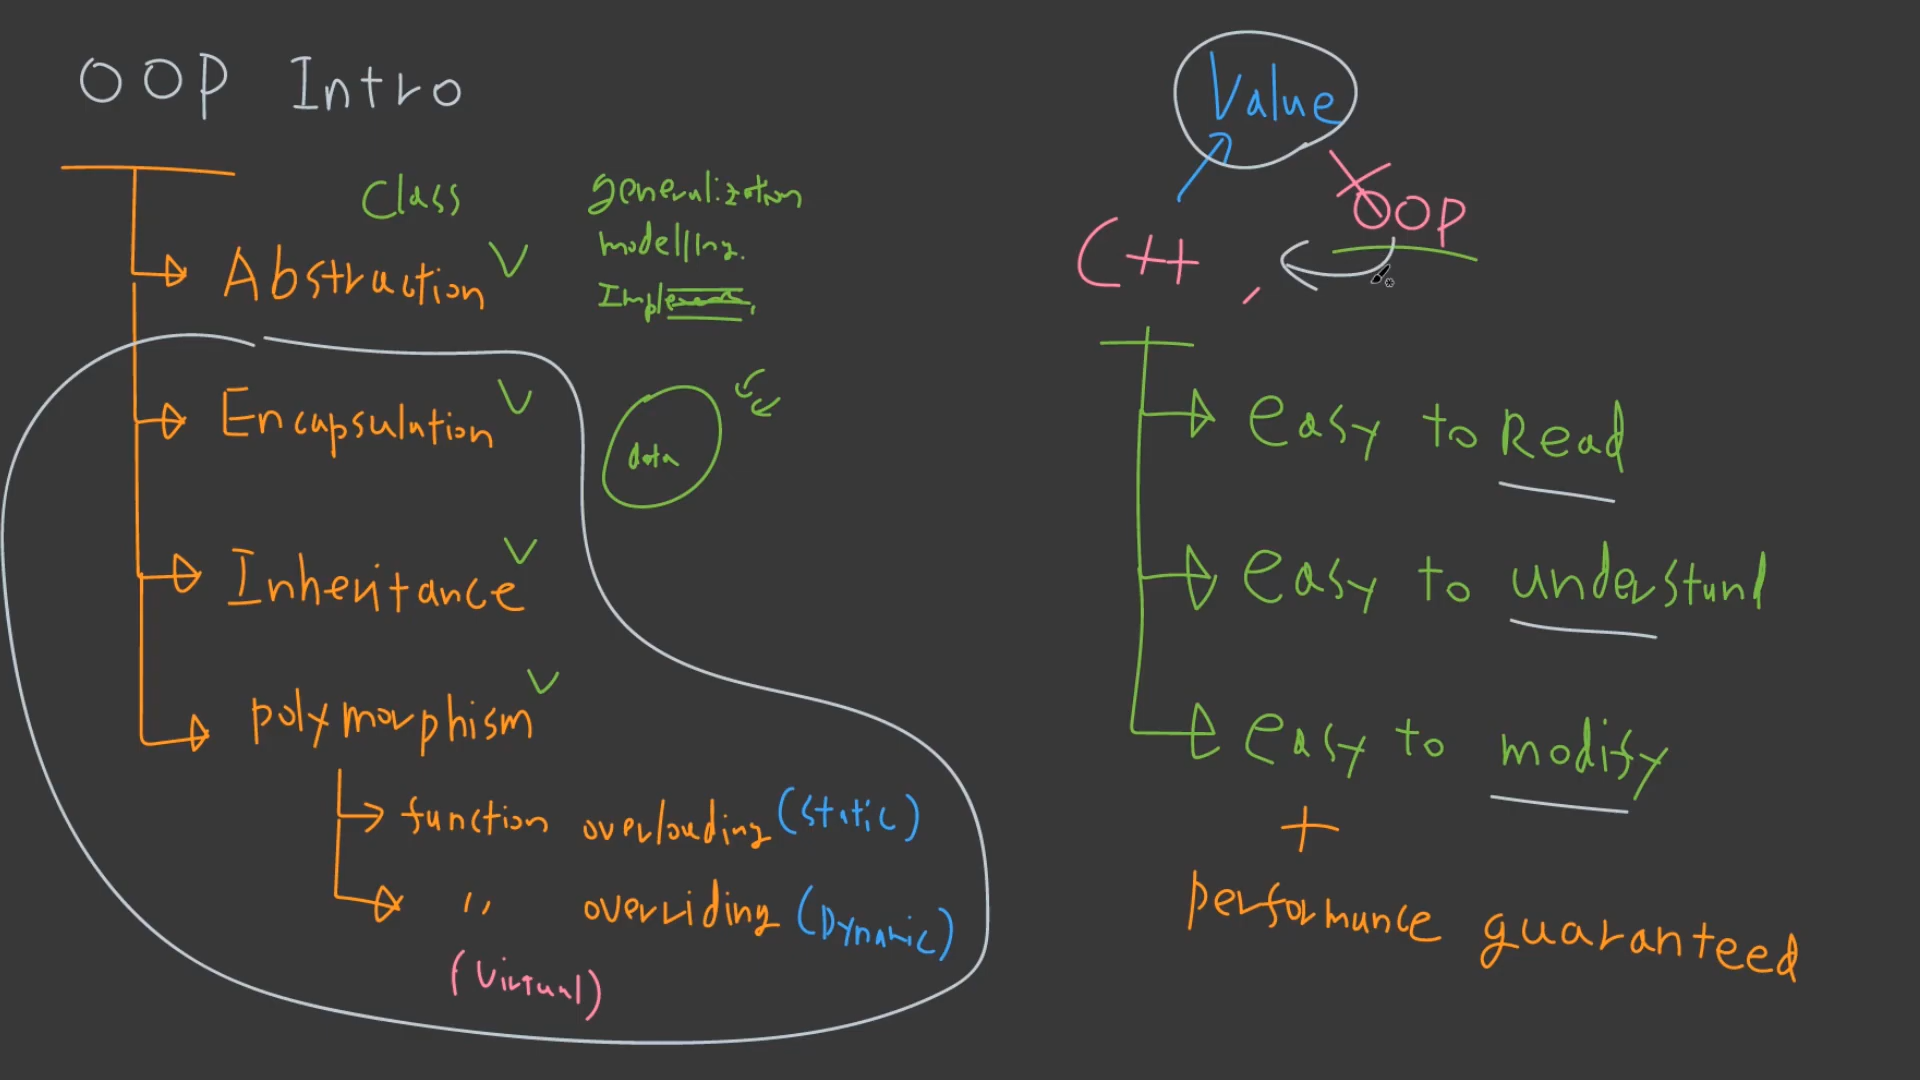 OOP Intro
Class
Abstraction
generalization
modelling.
Encapsulation
data
Inheritance
polymorphism
function overloading (static)
" overriding (Dynamic)
(Virtual)
Value
OOP
C++ ,
easy to Read
easy to understand
easy to modify
+
performance guaranteed